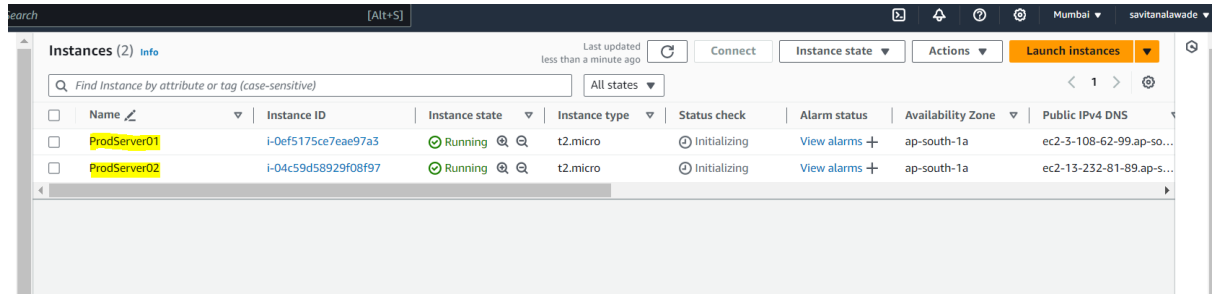 Search [Alt+S] Mumbai savitanalawade
Instances (2) Info Last updated less than a minute ago Connect Instance state Actions Launch instances
Find Instance by attribute or tag (case-sensitive) All states 1
Name Instance ID Instance state Instance type Status check Alarm status Availability Zone Public IPv4 DNS
ProdServer01 i-0ef5175ce7eae97a3 Running t2.micro Initializing View alarms + ap-south-1a ec2-3-108-62-99.ap-so...
ProdServer02 i-04c59d58929f08f97 Running t2.micro Initializing View alarms + ap-south-1a ec2-13-232-81-89.ap-s...